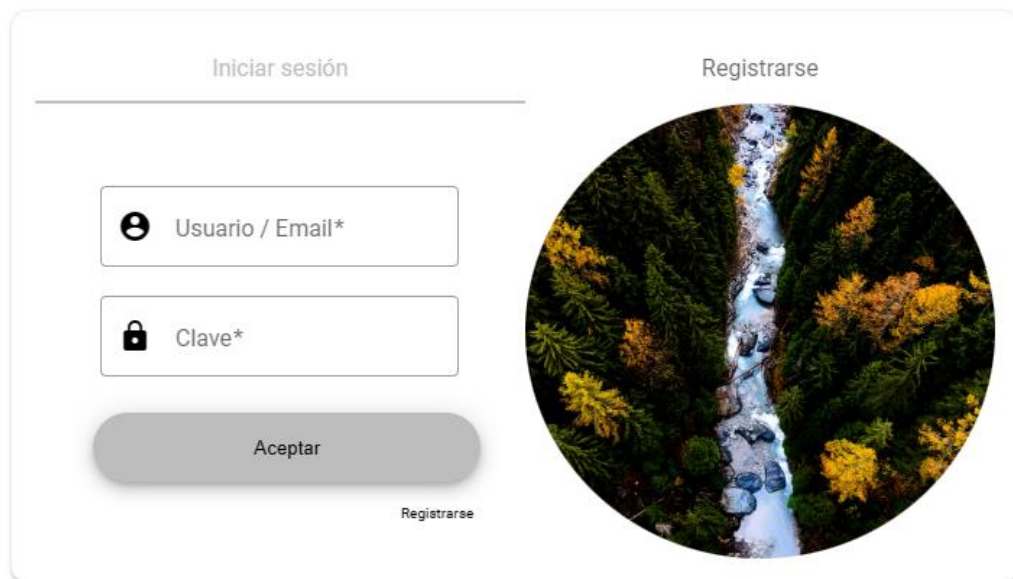 Iniciar sesión
Registrarse
Usuario / Email*
Clave*
Aceptar
Registrarse